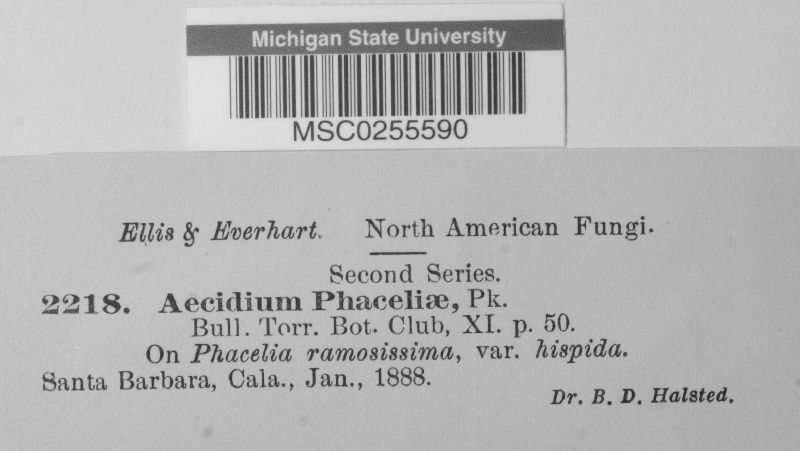 Michigan State University
MSC0255590
Ellis & Everhart. North American Fungi.
Second Series.
2218. Aecidium Phaceliæ, Pk.
Bull. Torr. Bot. Club, XI. p. 50.
On Phacelia ramosissima, var. hispida.
Santa Barbara, Cala., Jan., 1888.
Dr. B. D. Halsted.